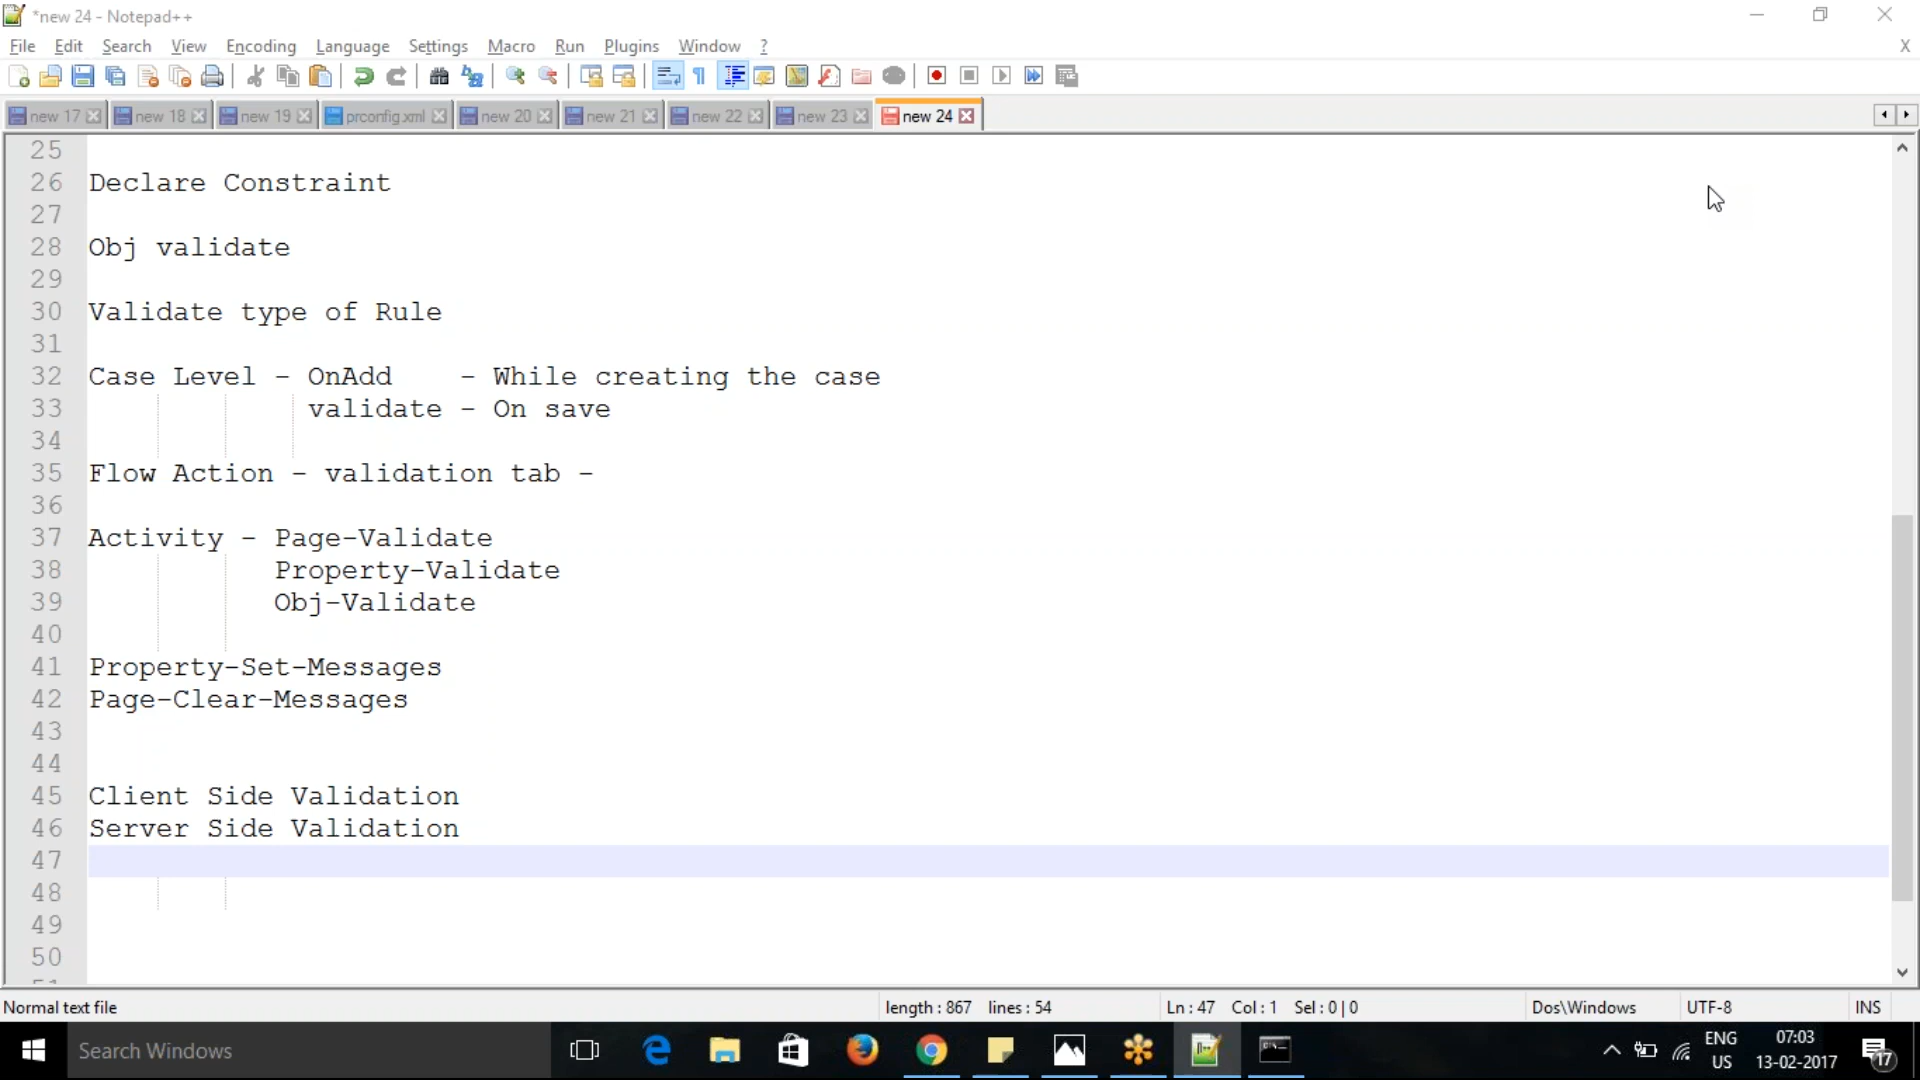 *new 24 - Notepad++
File Edit Search View Encoding Language Settings Macro Run Plugins Window ? X
new 17 new 18 new 19 prconfig.xml new 20 new 21 new 22 new 23 new 24
25
26 Declare Constraint
27
28 Obj validate
29
30 Validate type of Rule
31
32 Case Level - OnAdd - While creating the case
33 validate - On save
34
35 Flow Action - validation tab -
36
37 Activity - Page-Validate
38 Property-Validate
39 Obj-Validate
40
41 Property-Set-Messages
42 Page-Clear-Messages
43
44
45 Client Side Validation
46 Server Side Validation
47
48
49
50
Normal text file length : 867 lines : 54 Ln : 47 Col : 1 Sel : 0 | 0 Dos\Windows UTF-8 INS
Search Windows
ENG 07:03
US 13-02-2017 17